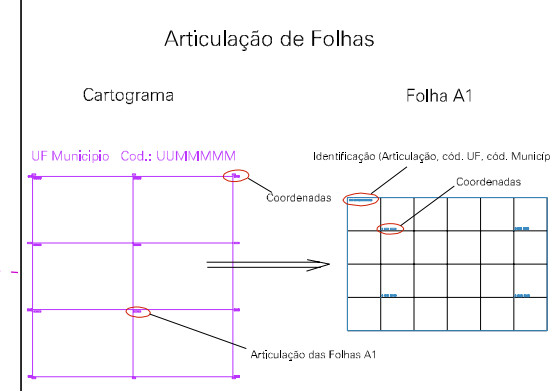 Articulação de Folhas
Cartograma
Folha A1
UF Municipio Cod.: UUMMMMM
Identificação (Articulação, cód. UF, cód. Municíp
Coordenadas
Coordenadas
Articulação das Folhas A1